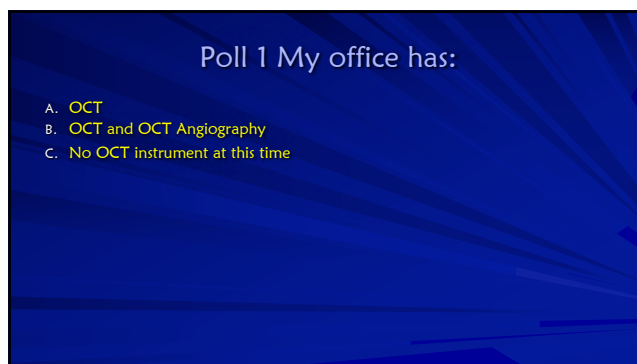 Poll 1 My office has:
A. OCT
B. OCT and OCT Angiography
C. No OCT instrument at this time